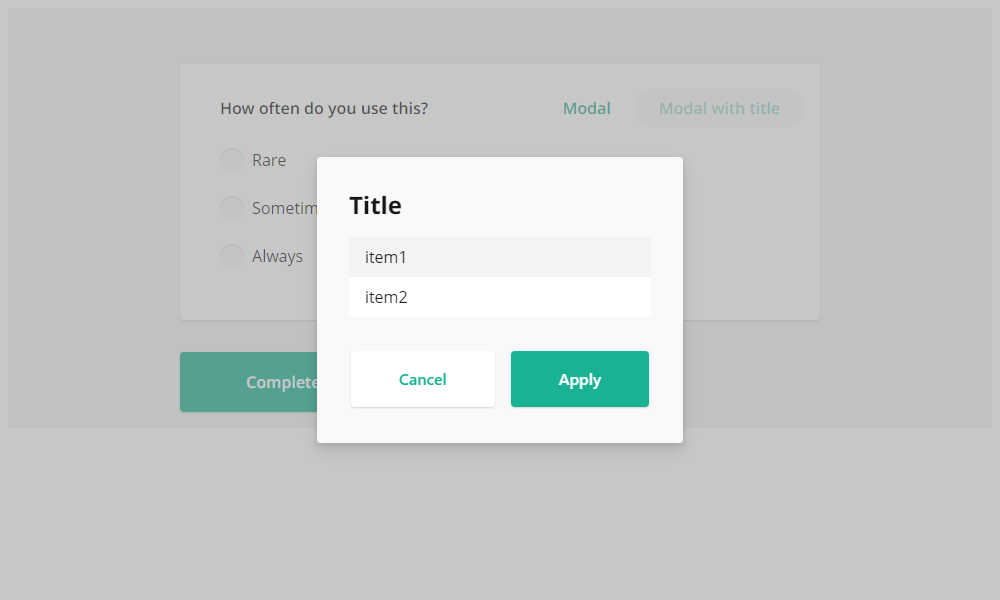 How often do you use this?
Modal
Modal with title
Rare
Sometim
Always
Title
item1
item2
Cancel
Apply
Complete